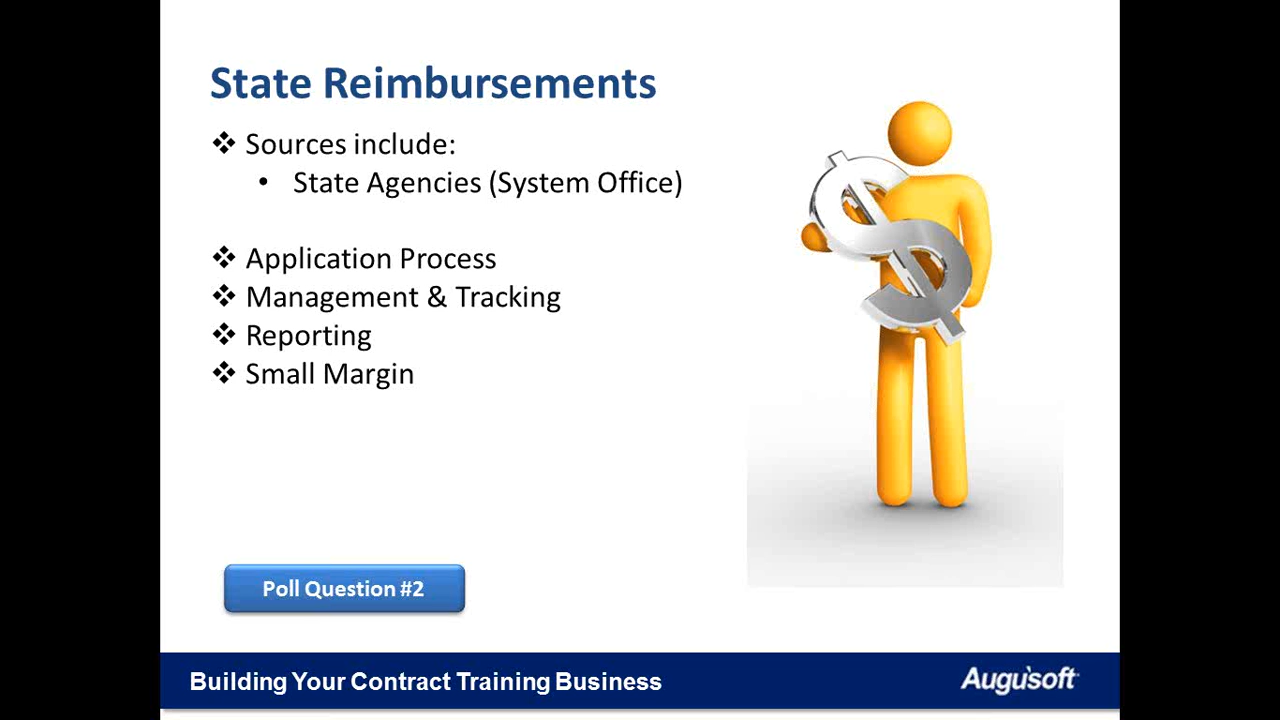 State Reimbursements
❖ Sources include:
• State Agencies (System Office)
❖ Application Process
❖ Management & Tracking
❖ Reporting
❖ Small Margin
Poll Question #2
Building Your Contract Training Business
Augusoft